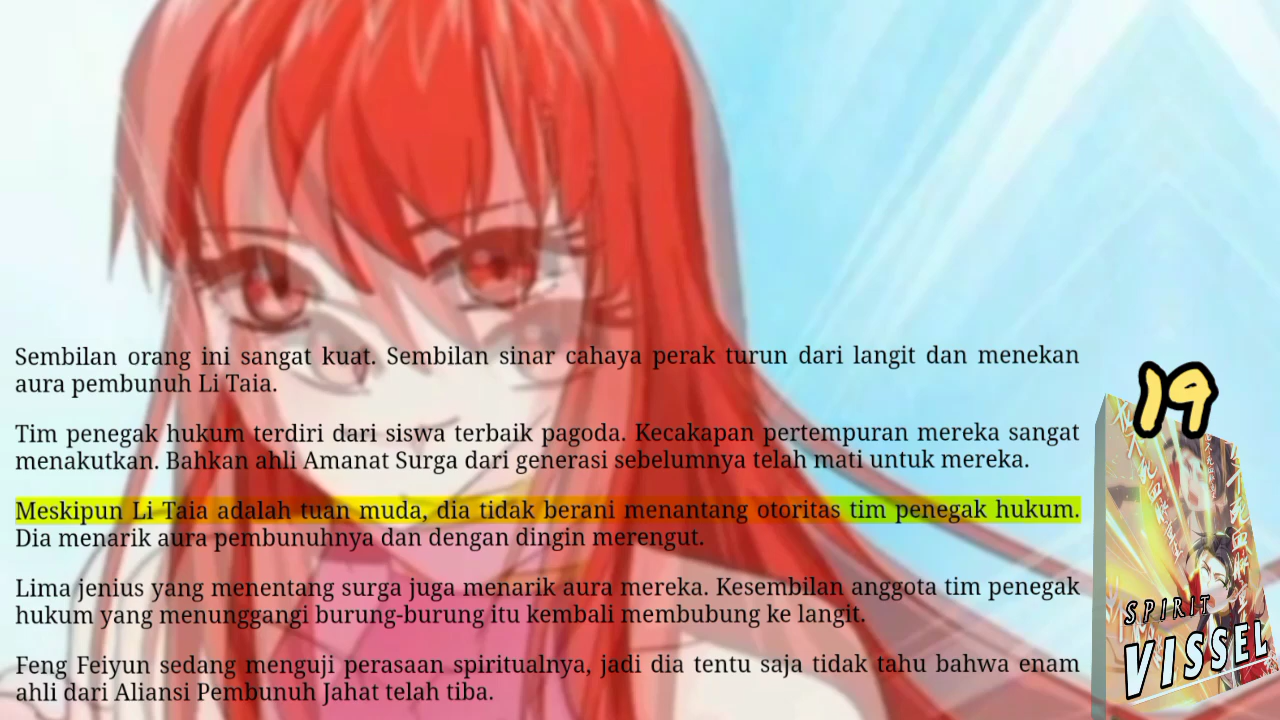 Sembilan orang ini sangat kuat. Sembilan sinar cahaya perak turun dari langit dan menekan
aura pembunuh Li Taia.
Tim penegak hukum terdiri dari siswa terbaik pagoda. Kecakapan pertempuran mereka sangat
menakutkan. Bahkan ahli Amanat Surga dari generasi sebelumnya telah mati untuk mereka.
Meskipun Li Taia adalah tuan muda, dia tidak berani menantang otoritas tim penegak hukum.
Dia menarik aura pembunuhnya dan dengan dingin merengut.
Lima jenius yang menentang surga juga menarik aura mereka. Kesembilan anggota tim penegak
hukum yang menunggangi burung-burung itu kembali membubung ke langit.
Feng Feiyun sedang menguji perasaan spiritualnya, jadi dia tentu saja tidak tahu bahwa enam
ahli dari Aliansi Pembunuh Jahat telah tiba.
19
SPIRIT
VISSEL